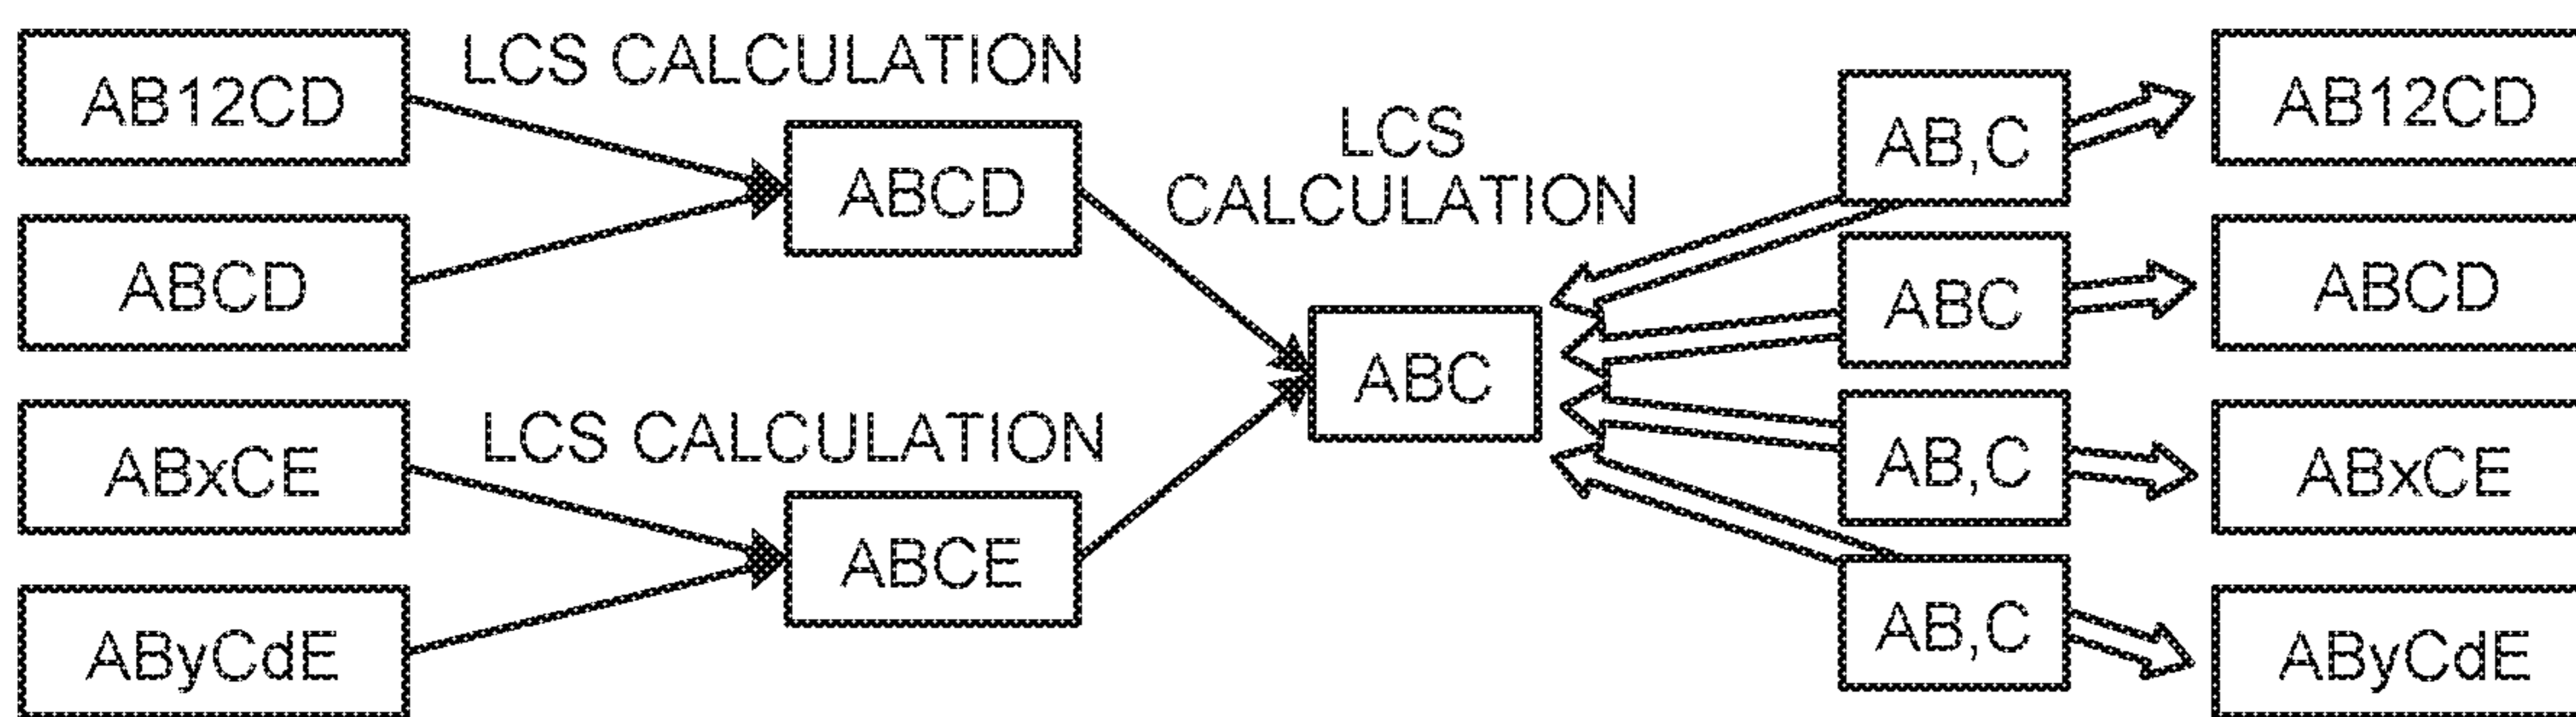 AB12CD
ABCD
ABxCE
AByCdE
LCS CALCULATION
LCS CALCULATION
ABCD
ABCE
LCS
CALCULATION
ABC
AB,C
ABC
AB,C
AB,C
AB12CD
ABCD
ABxCE
AByCdE